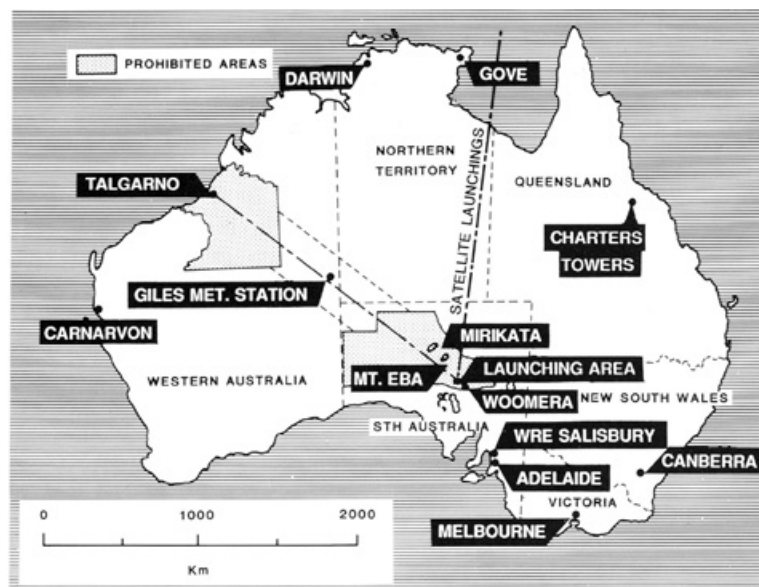 PROHIBITED AREAS
DARWIN
GOVE
NORTHERN
TERRITORY
SATELLITE LAUNCHINGS
QUEENSLAND
TALGARNO
CHARTERS
TOWERS
GILES MET. STATION
CARNARVON
MIRIKATA
MT. EBA
LAUNCHING AREA
WESTERN AUSTRALIA
WOOMERA
NEW SOUTH WALES
STH AUSTRALIA
WRE SALISBURY
CANBERRA
ADELAIDE
VICTORIA
MELBOURNE
0 1000 2000
Km